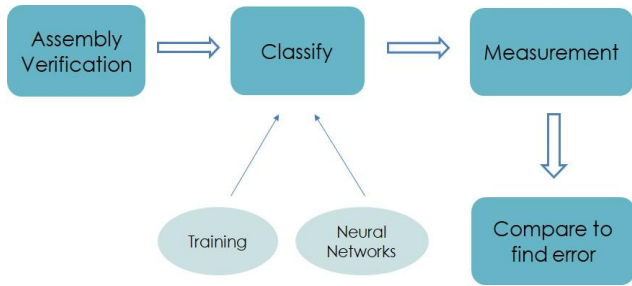 Assembly
Verification
Classify
Measurement
Training
Neural
Networks
Compare to
find error